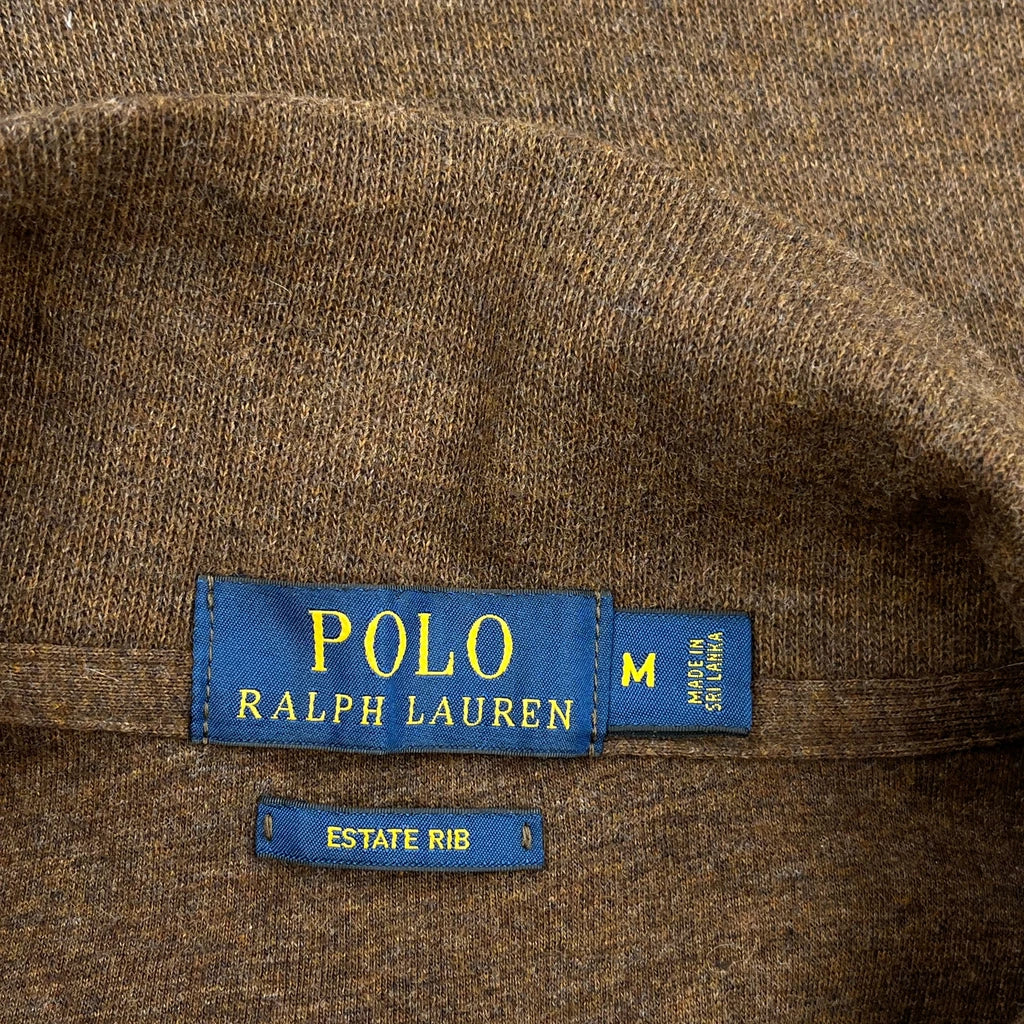 POLO
RALPH LAUREN
M
MADE IN
SRI LANKA
ESTATE RIB